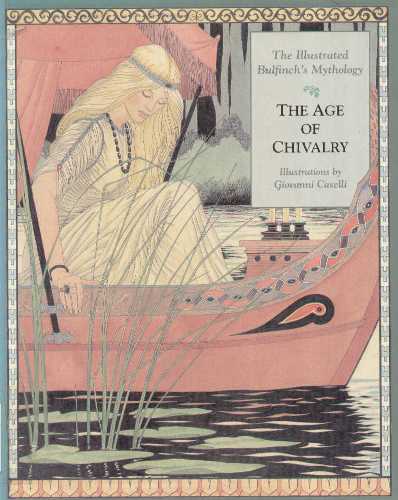 The Illustrated
Bulfinch's Mythology
THE AGE
OF
CHIVALRY
Illustrations by
Giovanni Caselli